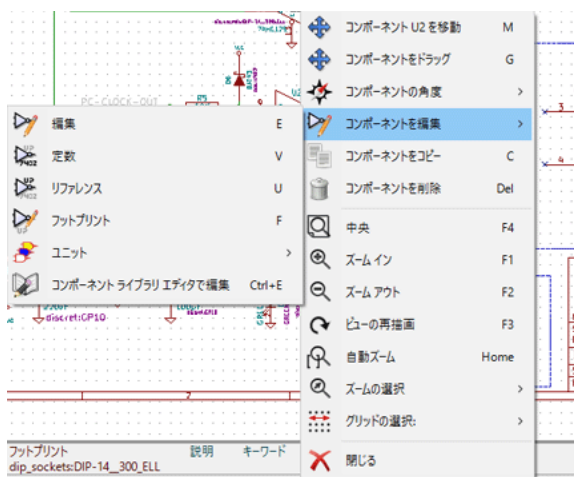 コンポーネント U2 を移動 M
コンポーネントをドラッグ G
コンポーネントの角度
コンポーネントを編集
コンポーネントをコピー C
コンポーネントを削除 Del
中央 F4
ズーム イン F1
ズーム アウト F2
ビューの再描画 F3
自動ズーム Home
ズームの選択
グリッドの選択:
閉じる
PC-CLOCK-OUT
編集 E
定数 V
リファレンス U
フットプリント F
ユニット
コンポーネント ライブラリ エディタで編集 Ctrl+E
discret:CP10
3
4
7
フットプリント 説明 キーワード
dip_sockets:DIP-14__300_ELL